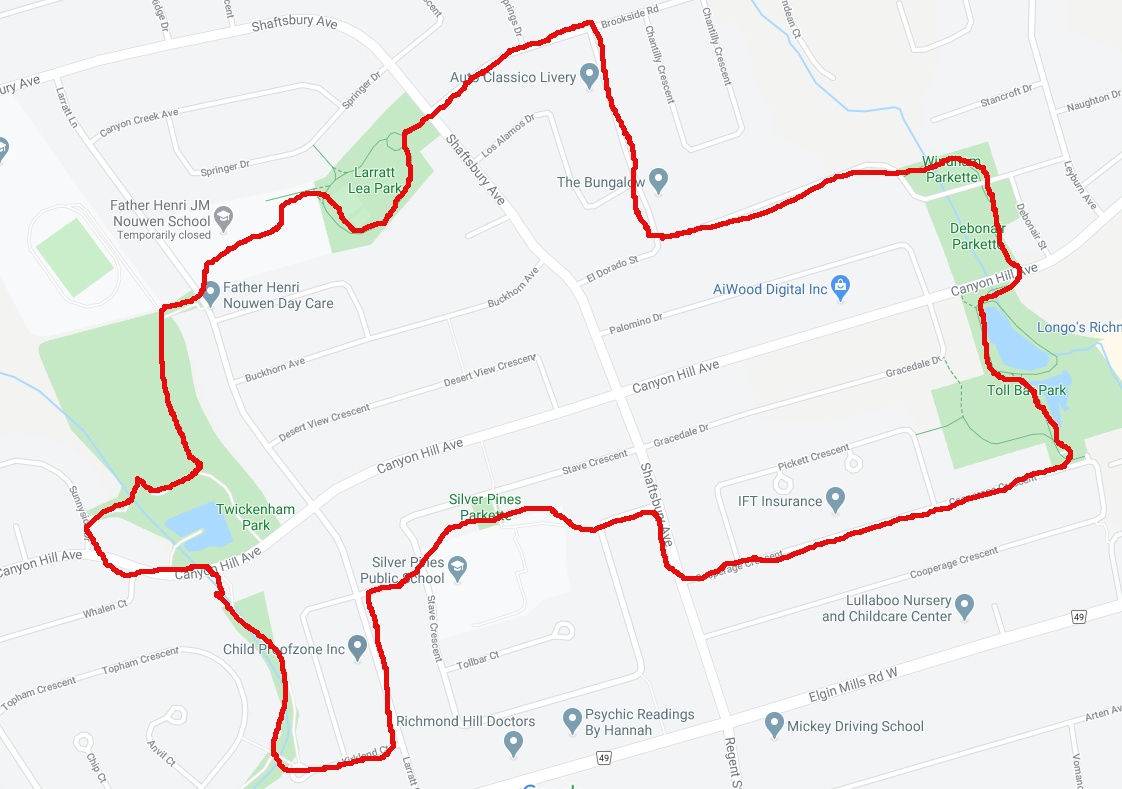 Shaftsbury Ave
Brookside Rd
Springer Dr
Auto Classico Livery
Chantilly Crescent
Chantilly Crescent
Larratt Ln
Canyon Creek Ave
Stancroft Dr
Naughton Dr
Los Alamos Dr
Shaftsbury Ave
Springer Dr
Larratt
Lea Park
The Bungalow
Windham
Parkette
Leyburn Ave
Father Henri JM
Nouwen School
Temporarily closed
Debonair
Parkette
Debonair St
El Dorado St
Canyon Hill Ave
Father Henri
Nouwen Day Care
Buckhorn Ave
AiWood Digital Inc
Palomino Dr
Longo's Richm
Buckhorn Ave
Desert View Crescent
Canyon Hill Ave
Gracedale Dr
Toll Bar Park
Desert View Crescent
Canyon Hill Ave
Gracedale Dr
Stave Crescent
Pickett Crescent
Shaftsbury Ave
Silver Pines
Parkette
IFT Insurance
Cooperage Crescent
Twickenham
Park
Canyon Hill Ave
Canyon Hill Ave
Silver Pines
Public School
Cooperage Crescent
Cooperage Crescent
Whalen Ct
Stave Crescent
Lullaboo Nursery
and Childcare Center
49
Child Proofzone Inc
Tollbar Ct
Topham Crescent
Topham Crescent
Elgin Mills Rd W
Richmond Hill Doctors
Psychic Readings
By Hannah
Mickey Driving School
Arten Av
Anvil Ct
Chip Ct
Kirklend Ct
49
Regent S
Larratt